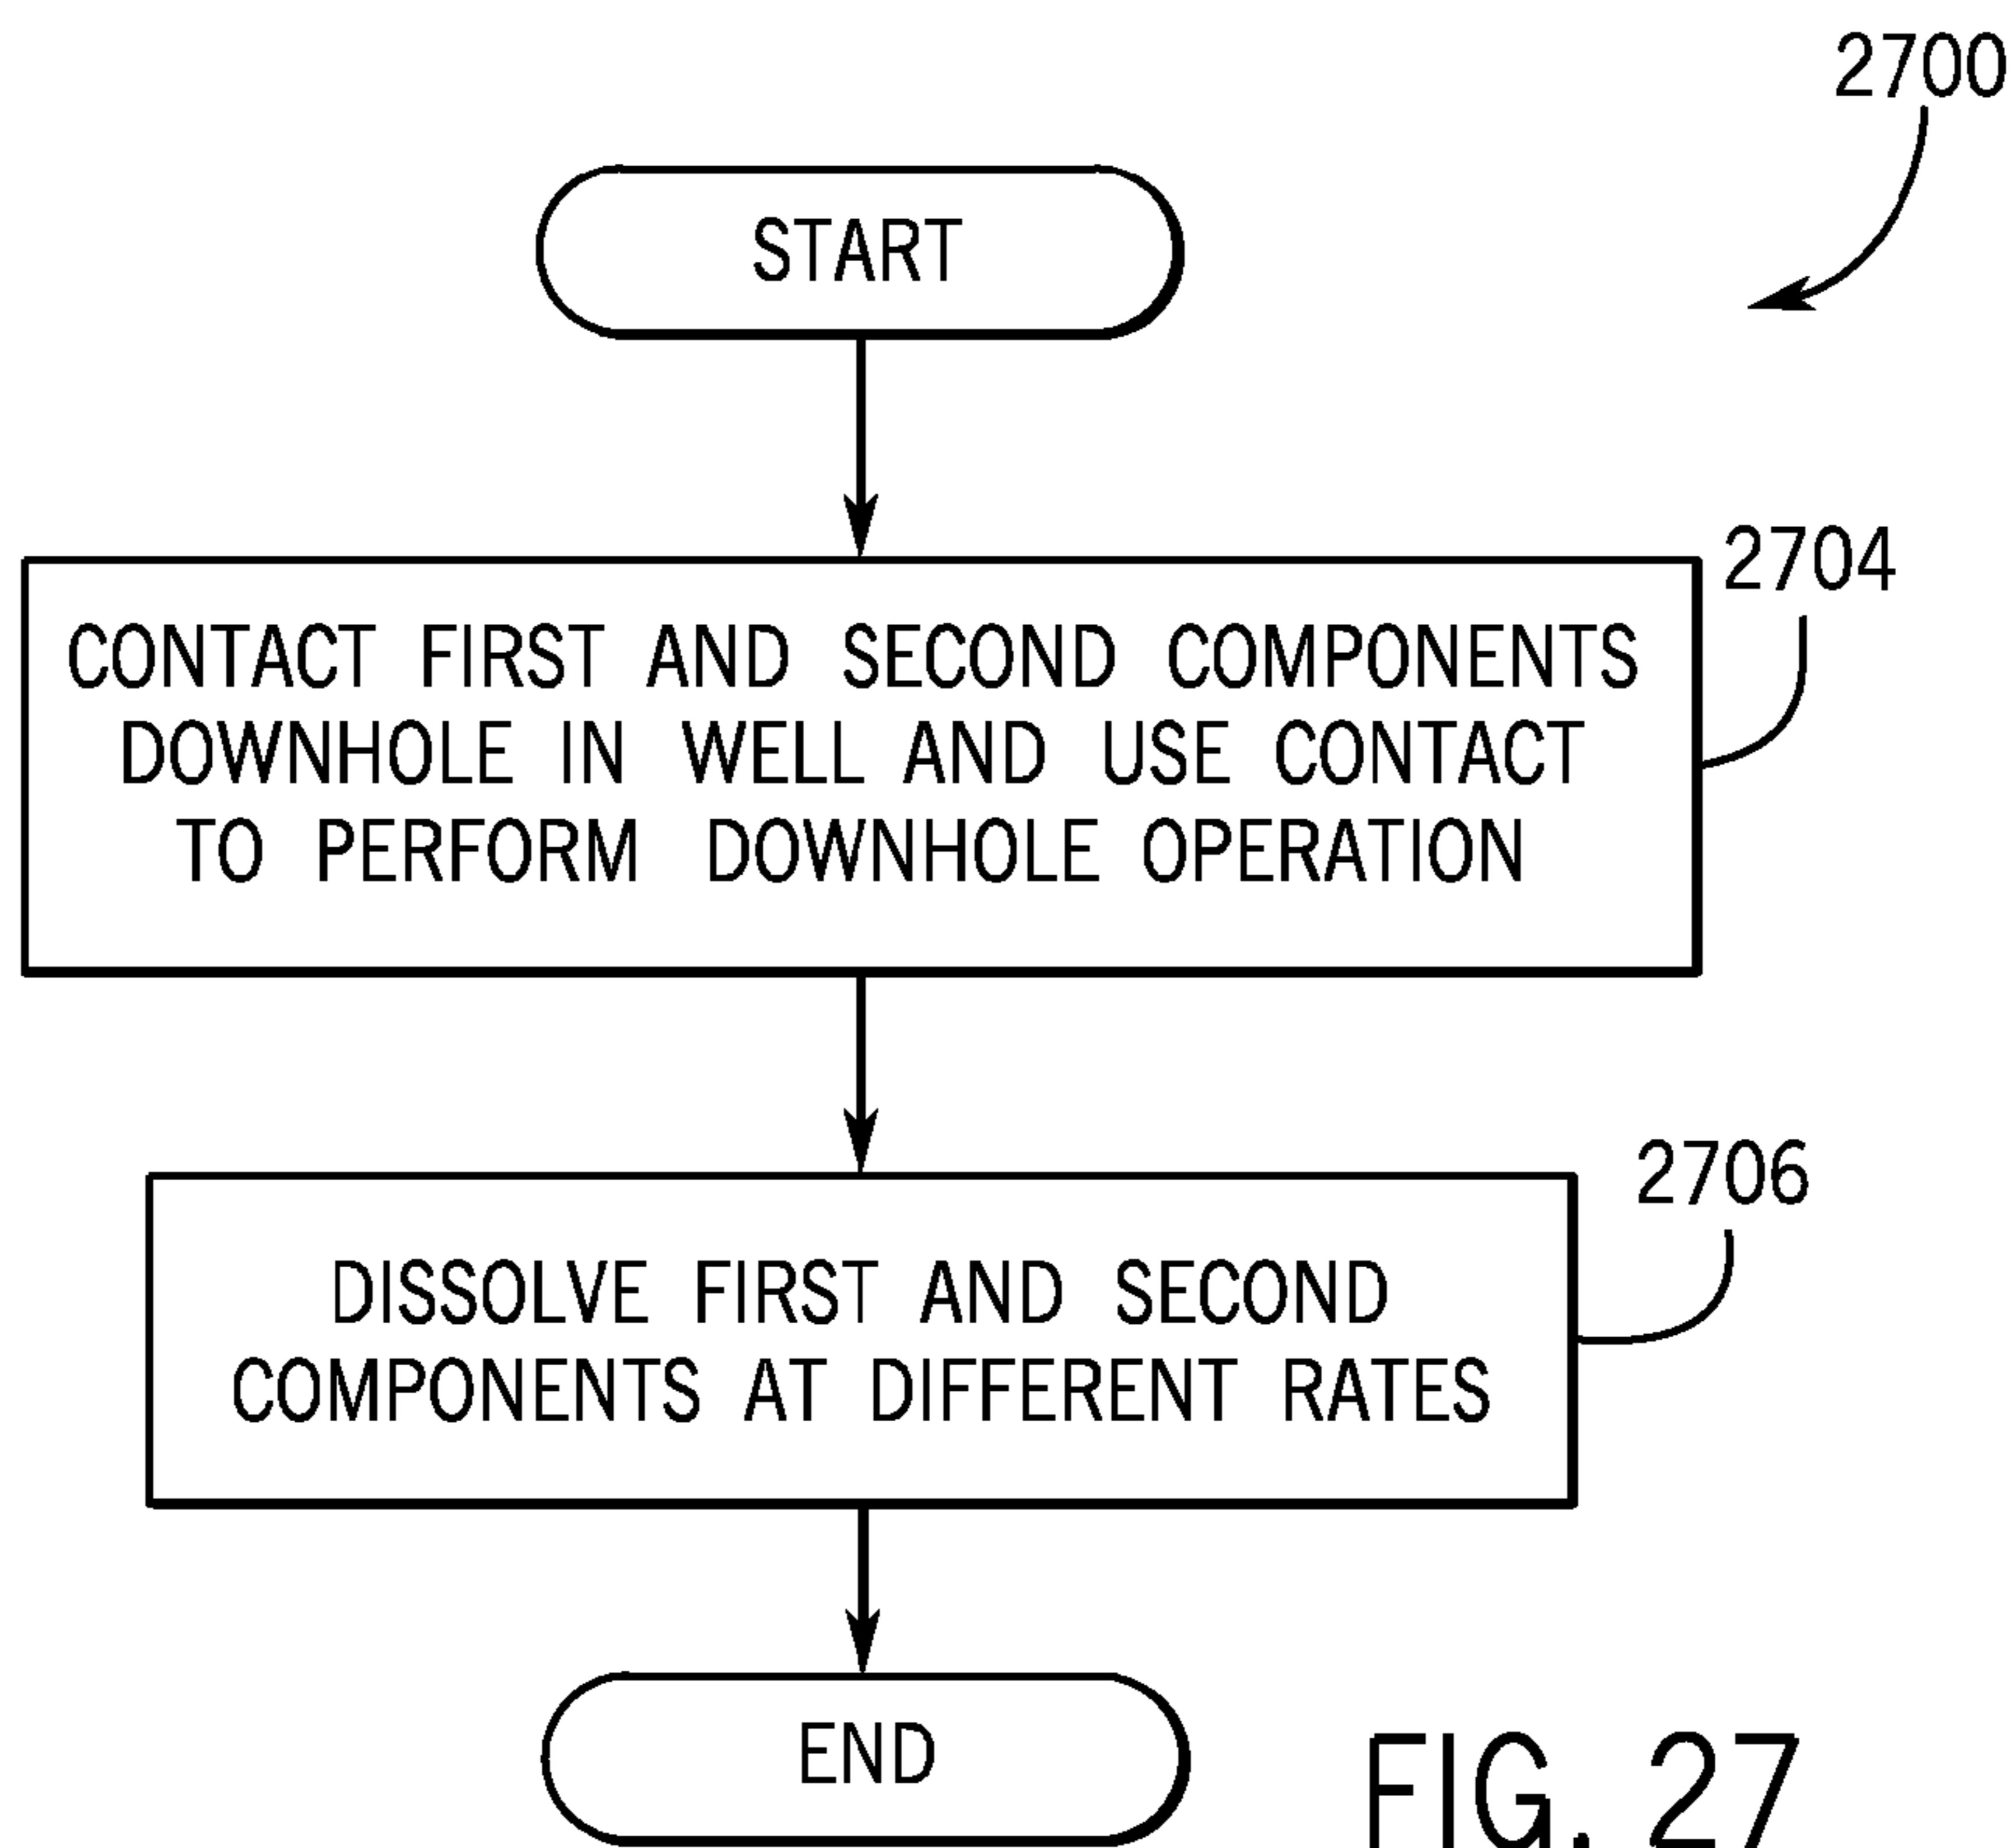 2700
START
2704
CONTACT FIRST AND SECOND COMPONENTS
DOWNHOLE IN WELL AND USE CONTACT
TO PERFORM DOWNHOLE OPERATION
2706
DISSOLVE FIRST AND SECOND
COMPONENTS AT DIFFERENT RATES
END
FIG. 27